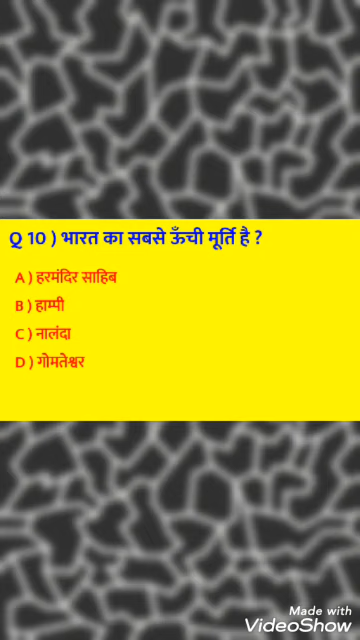 Q 10 ) भारत का सबसे ऊँची मूर्ति है ?
A ) हरमंदिर साहिब
B ) हाम्पी
C ) नालंदा
D ) गोमतेश्वर
Made with
VideoShow